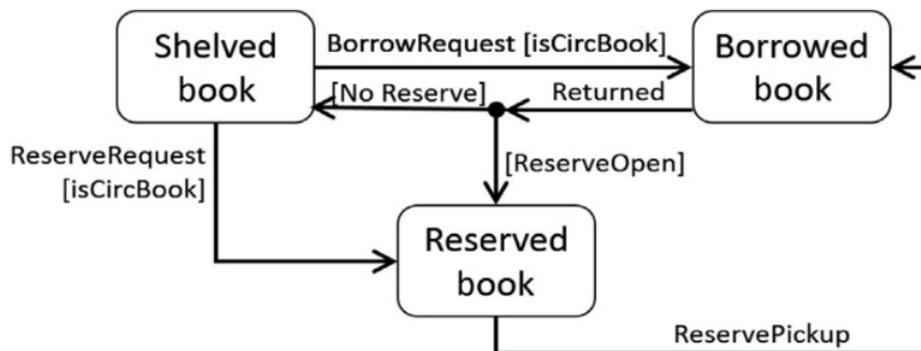 Shelved
book
BorrowRequest [isCircBook]
Borrowed
book
[No Reserve]
Returned
ReserveRequest
[isCircBook]
[ReserveOpen]
Reserved
book
ReservePickup